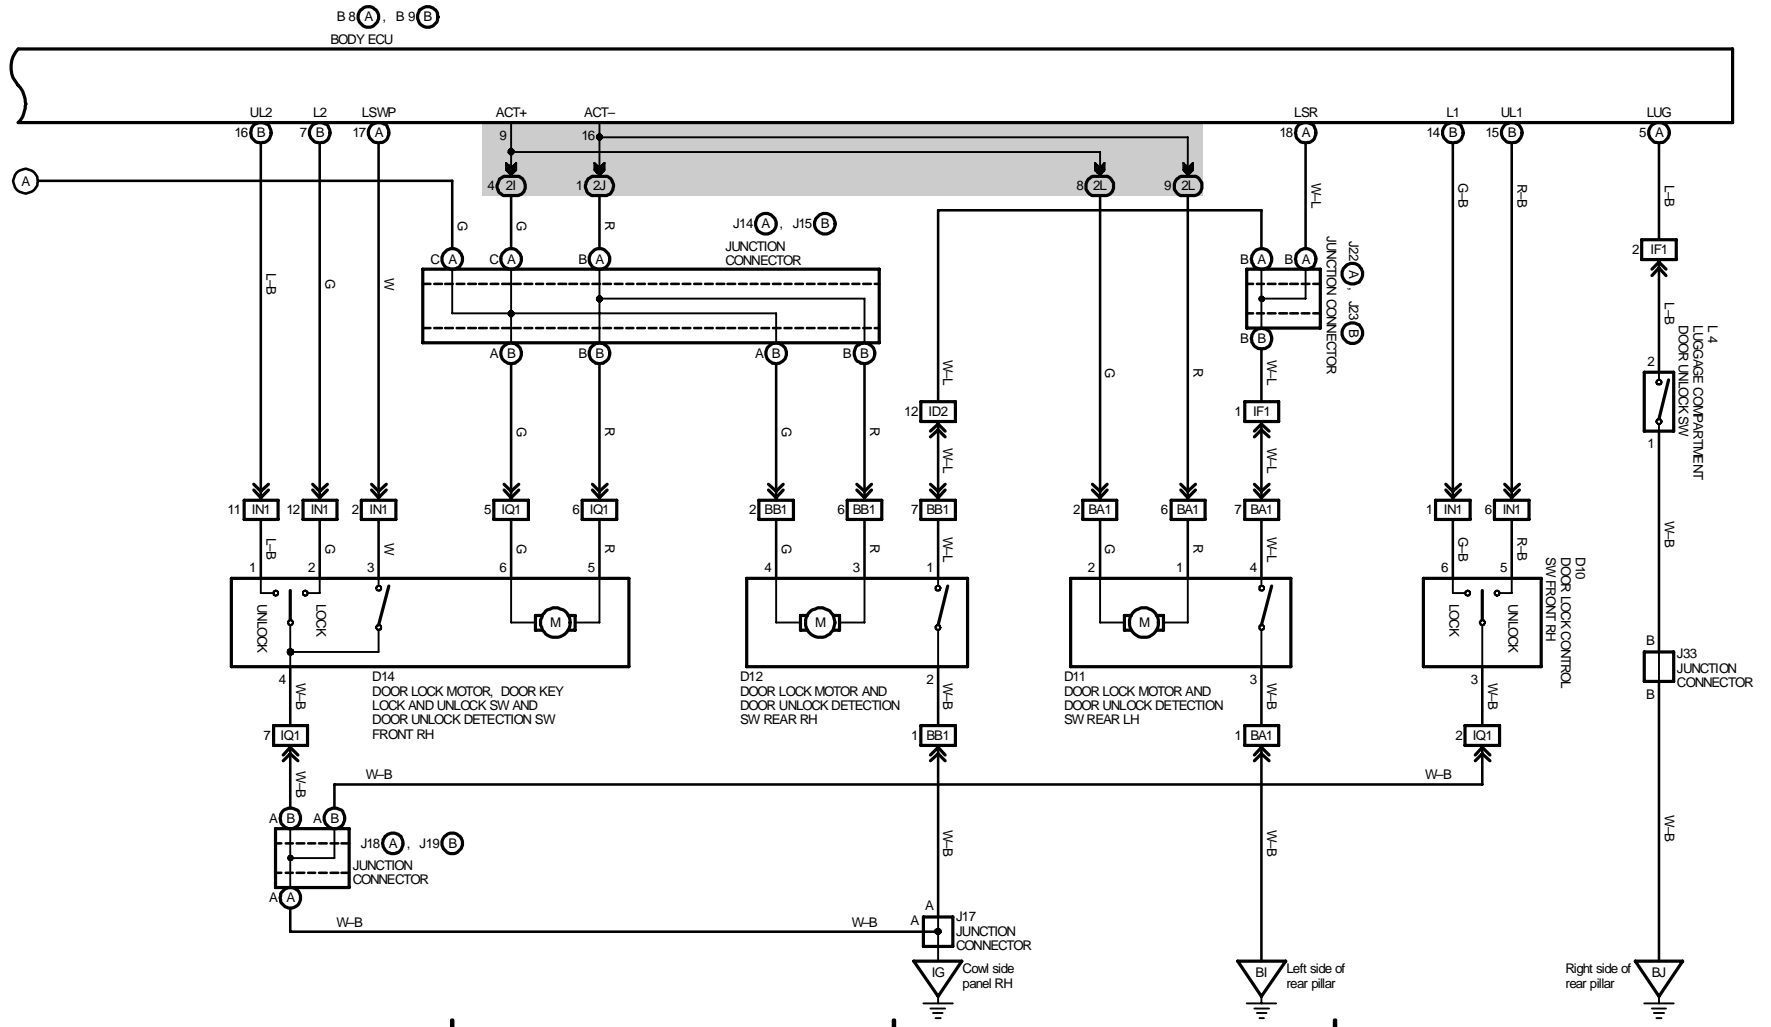 B 8 A , B 9 B
BODY ECU
UL2 L2 LSWP ACT+ ACT– LSR L1 UL1 LUG
16 B 7 B 17 A 9 16 18 A 14 B 15 B 5 A
A 4 2I 1 2J 8 2L 9 2L
G G R W–L G–B R–B L–B
J14 A , J15 B
JUNCTION
CONNECTOR
C A C A B A B A B A
J22 A , J23 B
JUNCTION CONNECTOR
2 IF1
L–B G W
L–B
A B B B A B B B B B
L 4
LUGGAGE COMPARTMENT
DOOR UNLOCK SW
2
1
W–L G R W–L
12 ID2 1 IF1
G R G R W–L W–L
11 IN1 12 IN1 2 IN1 5 IQ1 6 IQ1 2 BB1 6 BB1 7 BB1 2 BA1 6 BA1 7 BA1 1 IN1 6 IN1
L–B G W G R G R W–L G R W–L G–B R–B W–B
1 2 3 6 5 4 3 1 2 1 4 6 5
D10
DOOR LOCK CONTROL
SW FRONT RH
UNLOCK LOCK M M M LOCK UNLOCK
4 2 3 3
D14
DOOR LOCK MOTOR, DOOR KEY
LOCK AND UNLOCK SW AND
DOOR UNLOCK DETECTION SW
FRONT RH
D12
DOOR LOCK MOTOR AND
DOOR UNLOCK DETECTION
SW REAR RH
D11
DOOR LOCK MOTOR AND
DOOR UNLOCK DETECTION
SW REAR LH
B
J33
JUNCTION
CONNECTOR
B
W–B W–B W–B W–B
7 IQ1 1 BB1 1 BA1 2 IQ1
W–B W–B W–B
A B A B
J18 A , J19 B
JUNCTION
CONNECTOR
W–B W–B W–B
A A
W–B W–B
A
A
J17
JUNCTION
CONNECTOR
IG Cowl side
panel RH
BI Left side of
rear pillar
Right side of
rear pillar BJ